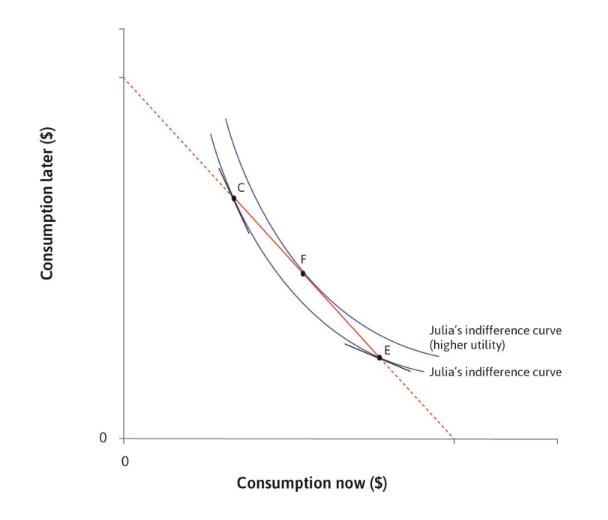 Consumption later ($)
C
F
E
Julia's indifference curve
(higher utility)
Julia's indifference curve
0
0
Consumption now ($)